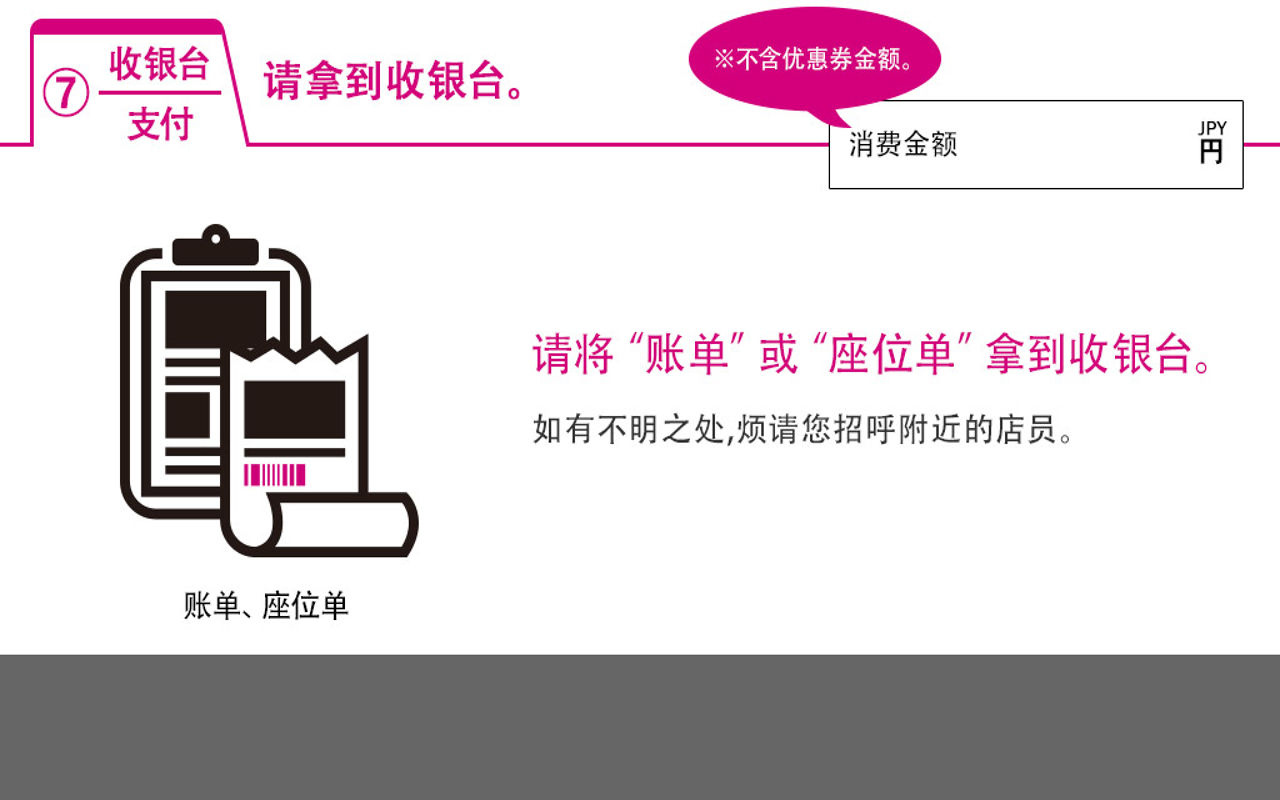 ⑦
收银台
支付
请拿到收银台。
※不含优惠券金额。
消费金额
JPY
円
请将“账单”或“座位单”拿到收银台。
如有不明之处,烦请您招呼附近的店员。
账单、座位单